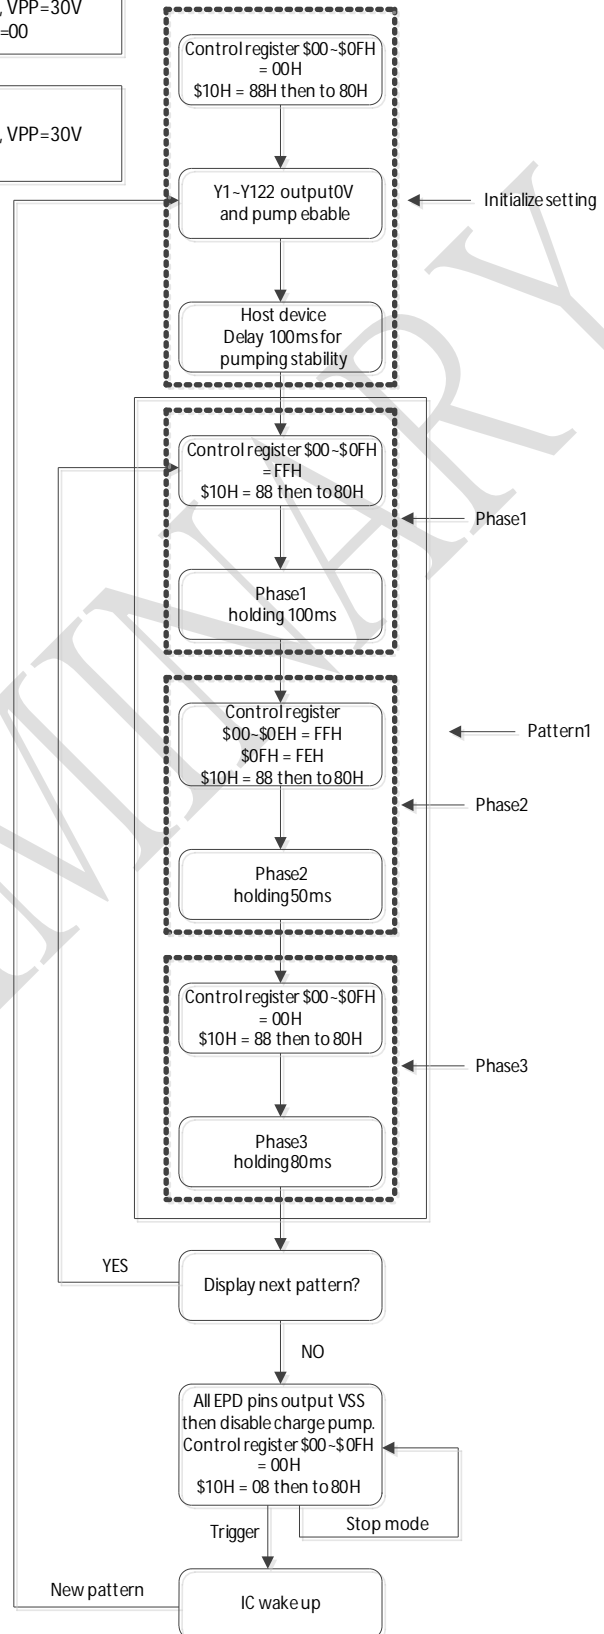 , VPP=30V
=00
, VPP=30V
Control register $00~$0FH
= 00H
$10H = 88H then to 80H
Y1~Y122 output0V
and pump ebable
Initialize setting
Host device
Delay 100ms for
pumping stability
Control register $00~$0FH
= FFH
$10H = 88 then to 80H
Phase1
Phase1
holding 100ms
Control register
$00~$0EH = FFH
$0FH = FEH
$10H = 88 then to 80H
Pattern1
Phase2
Phase2
holding 50ms
Control register $00~$0FH
= 00H
$10H = 88 then to 80H
Phase3
Phase3
holding 80ms
YES
Display next pattern?
NO
All EPD pins output VSS
then disable charge pump.
Control register $00~$0FH
= 00H
$10H = 08 then to 80H
Trigger
Stop mode
New pattern
IC wake up
MINARY